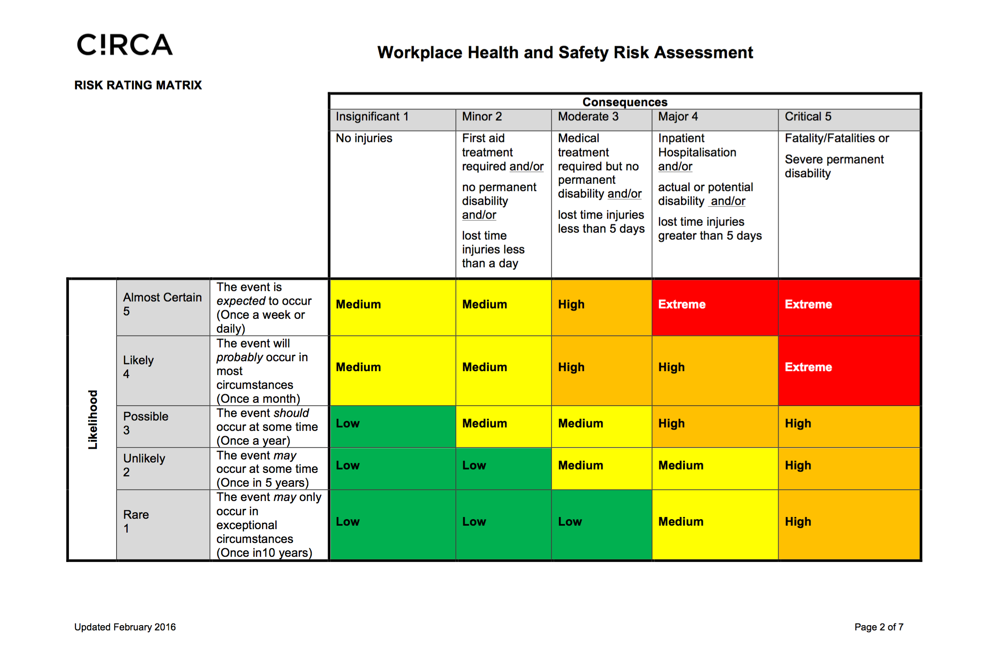 C!RCA
Workplace Health and Safety Risk Assessment
RISK RATING MATRIX
Consequences
Insignificant 1
Minor 2
Moderate 3
Major 4
Critical 5
No injuries
First aid
treatment
required and/or
no permanent
disability
and/or
lost time
injuries less
than a day
Medical
treatment
required but no
permanent
disability and/or
lost time injuries
less than 5 days
Inpatient
Hospitalisation
and/or
actual or potential
disability and/or
lost time injuries
greater than 5 days
Fatality/Fatalities or
Severe permanent
disability
Likelihood
Almost Certain
5
The event is
expected to occur
(Once a week or
daily)
Medium
Medium
High
Extreme
Extreme
Likely
4
The event will
probably occur in
most
circumstances
(Once a month)
Medium
Medium
High
High
Extreme
Possible
3
The event should
occur at some time
(Once a year)
Low
Medium
Medium
High
High
Unlikely
2
The event may
occur at some time
(Once in 5 years)
Low
Low
Medium
Medium
High
Rare
1
The event may only
occur in
exceptional
circumstances
(Once in10 years)
Low
Low
Low
Medium
High
Updated February 2016
Page 2 of 7